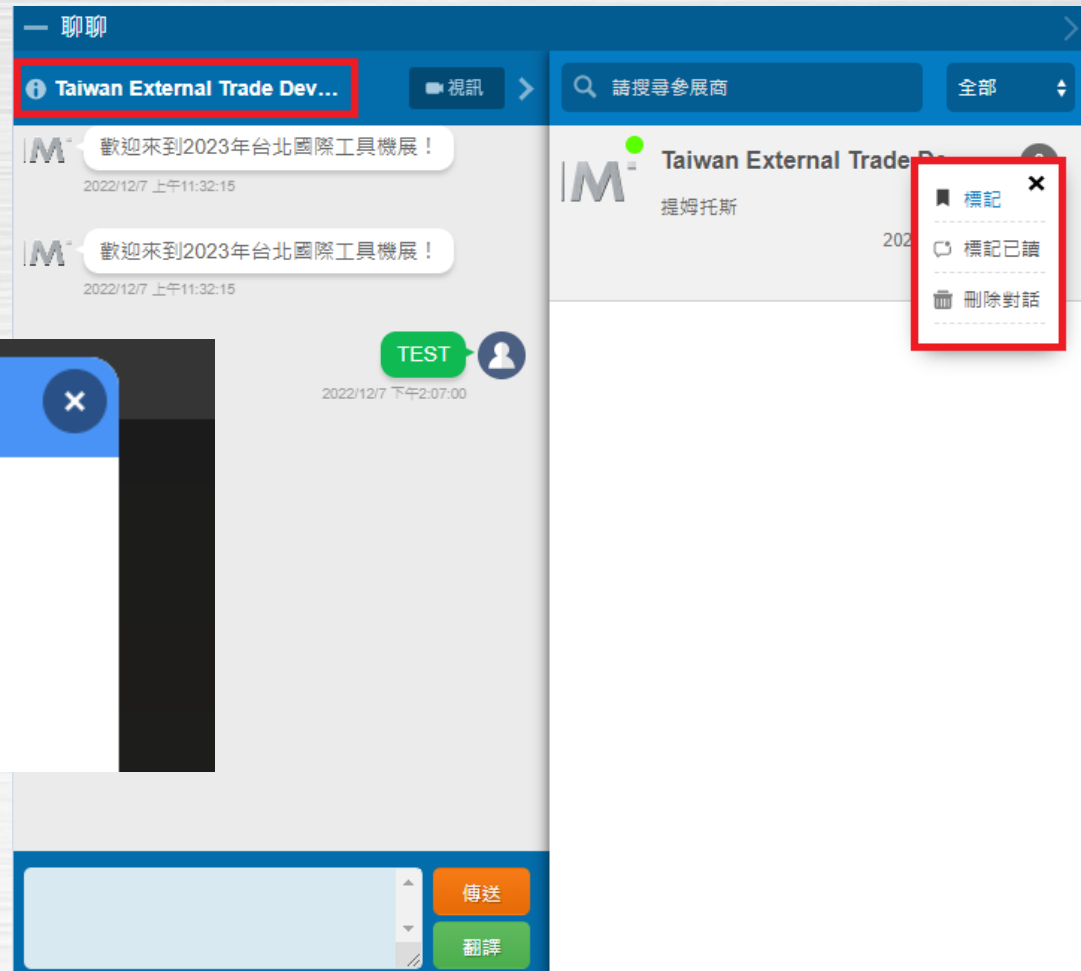 聊聊
Taiwan External Trade Dev...
視訊
歡迎來到2023年台北國際工具機展！
2022/12/7 上午11:32:15
歡迎來到2023年台北國際工具機展！
2022/12/7 上午11:32:15
TEST
2022/12/7 下午2:07:00
傳送
翻譯
請搜尋參展商
全部
Taiwan External Trade
提姆托斯
202
標記
標記已讀
刪除對話